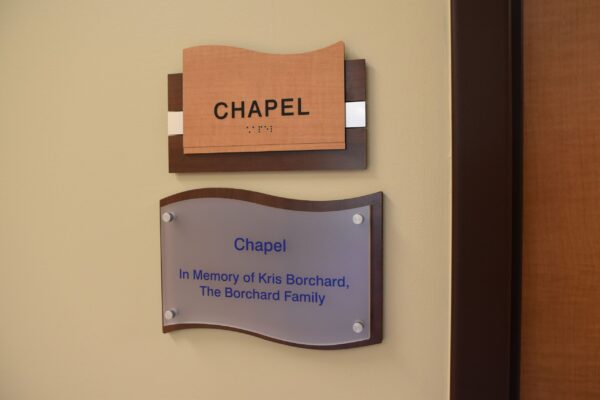 CHAPEL
Chapel
In Memory of Kris Borchard,
The Borchard Family